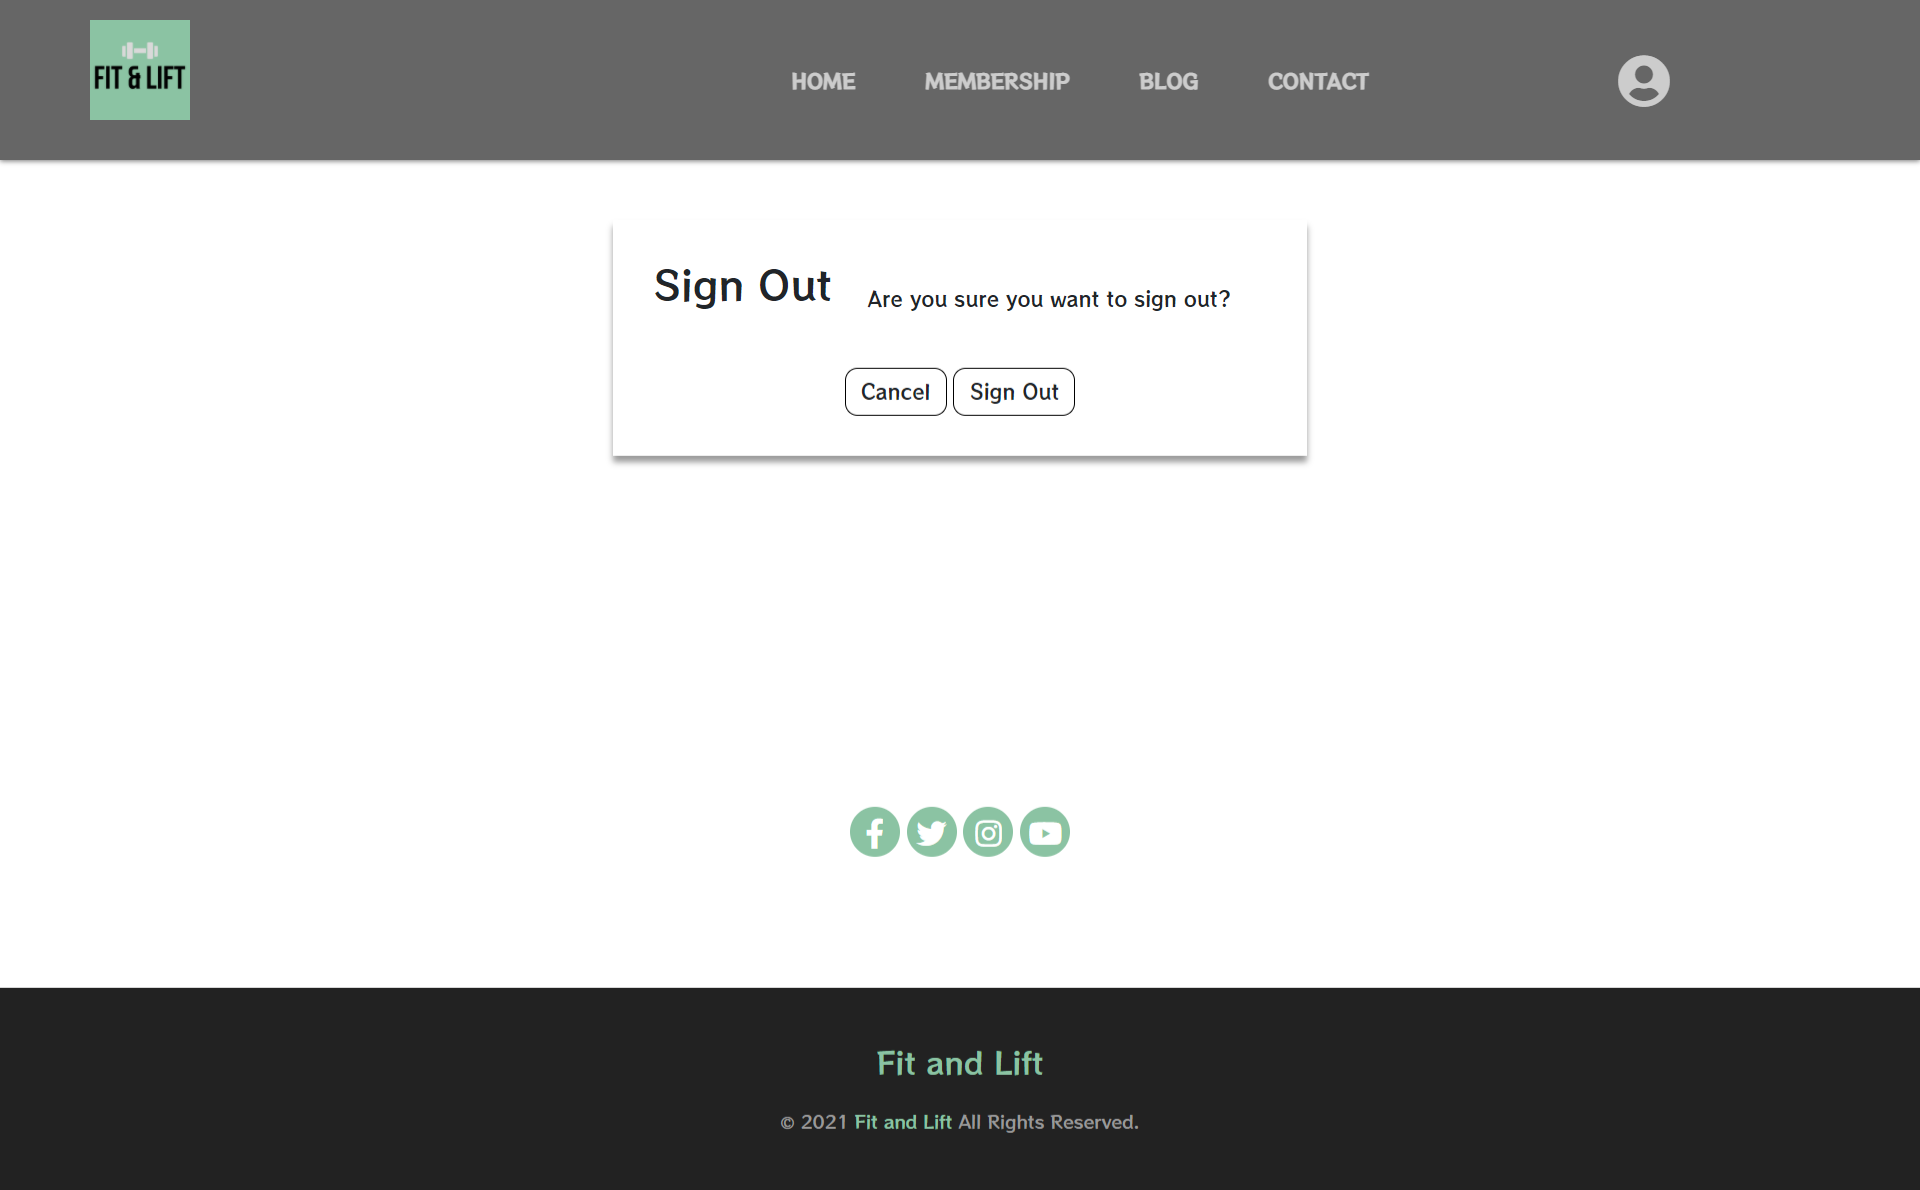 FIT & LIFT
HOME MEMBERSHIP BLOG CONTACT
Sign Out
Are you sure you want to sign out?
Cancel Sign Out
Fit and Lift
© 2021 Fit and Lift All Rights Reserved.